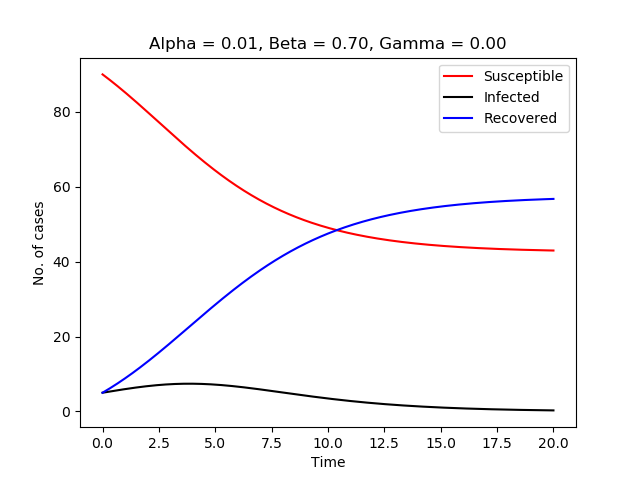 Alpha = 0.01, Beta = 0.70, Gamma = 0.00
Susceptible
Infected
Recovered
80
60
40
20
0
No. of cases
0.0 2.5 5.0 7.5 10.0 12.5 15.0 17.5 20.0
Time